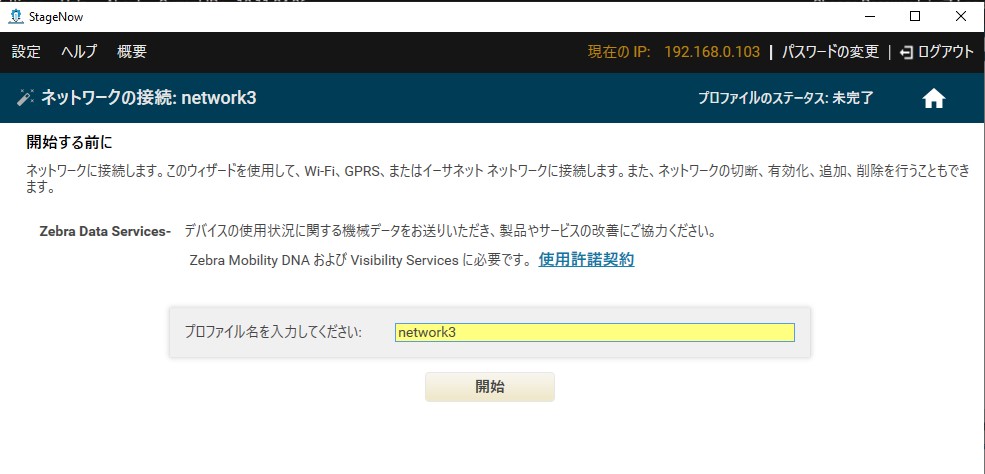 StageNow
設定 ヘルプ 概要 現在の IP: 192.168.0.103 | パスワードの変更 | ログアウト
ネットワークの接続: network3 プロファイルのステータス: 未完了
開始する前に
ネットワークに接続します。このウィザードを使用して、Wi-Fi、GPRS、またはイーサネット ネットワークに接続します。また、ネットワークの切断、有効化、追加、削除を行うこともでき
ます。
Zebra Data Services- デバイスの使用状況に関する機械データをお送りいただき、製品やサービスの改善にご協力ください。
Zebra Mobility DNA および Visibility Services に必要です。 使用許諾契約
プロファイル名を入力してください: network3
開始